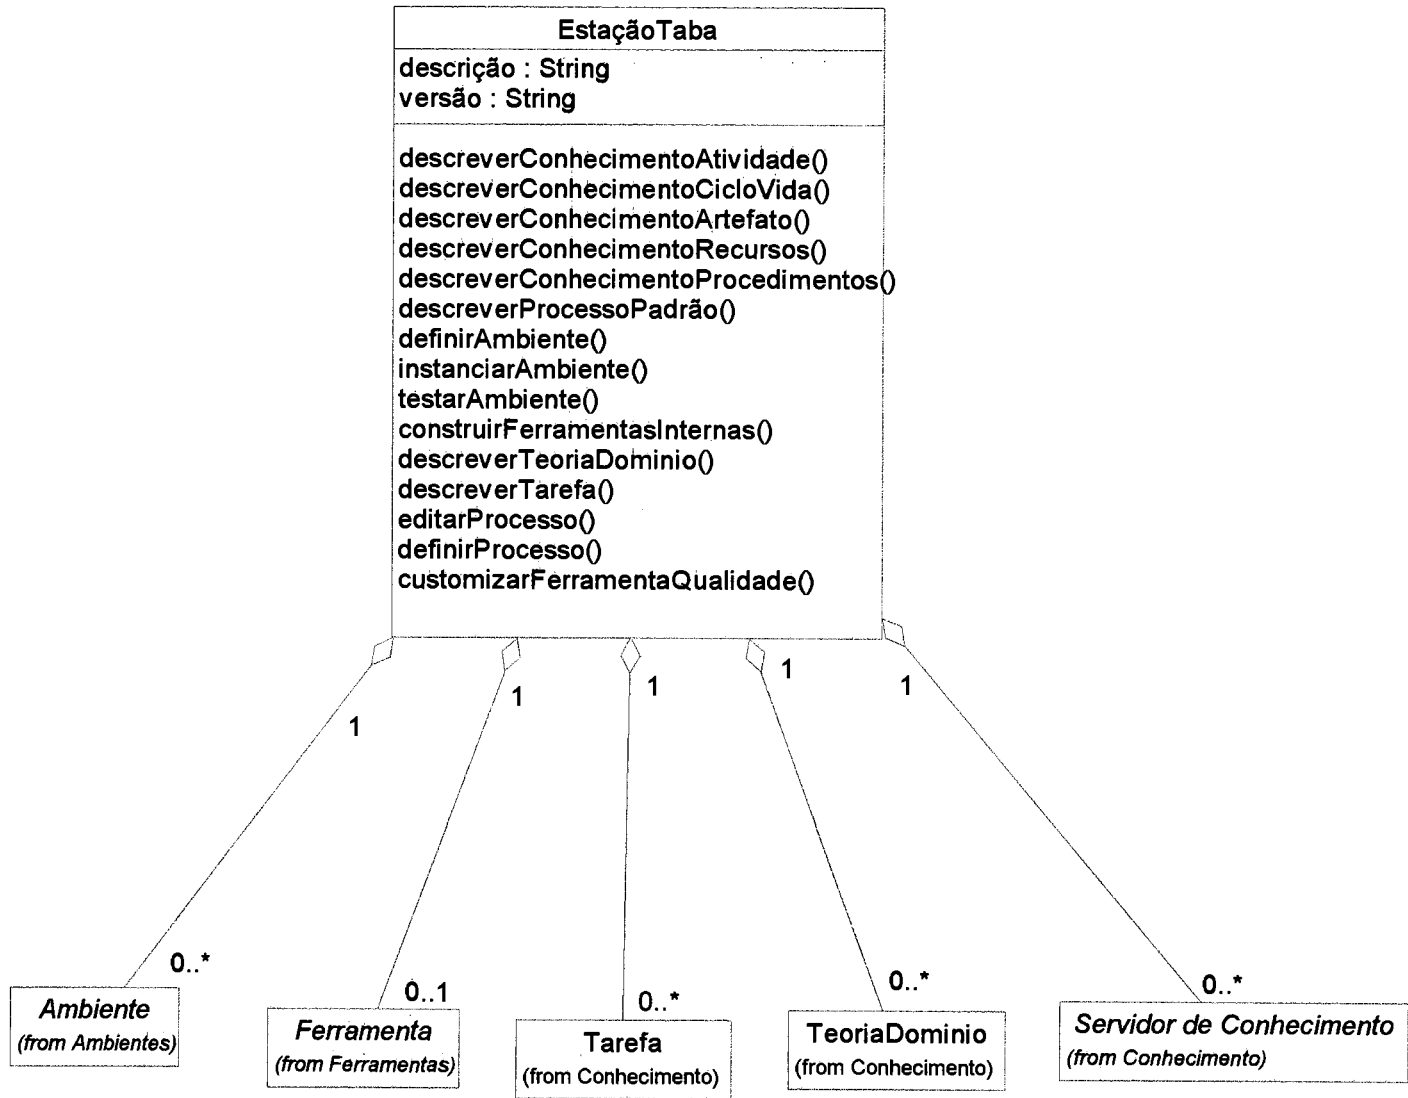 EstaçãoTaba
descrição : String
versão : String
descreverConhecimentoAtividade()
descreverConhecimentoCicloVida()
descreverConhecimentoArtefato()
descreverConhecimentoRecursos()
descreverConhecimentoProcedimentos()
descreverProcessoPadrão()
definirAmbiente()
instanciarAmbiente()
testarAmbiente()
construirFerramentasInternas()
descreverTeoriaDominio()
descreverTarefa()
editarProcesso()
definirProcesso()
customizarFerramentaQualidade()
1
1
1
1
1
0..*
0..1
0..*
0..*
0..*
Ambiente
(from Ambientes)
Ferramenta
(from Ferramentas)
Tarefa
(from Conhecimento)
TeoriaDominio
(from Conhecimento)
Servidor de Conhecimento
(from Conhecimento)